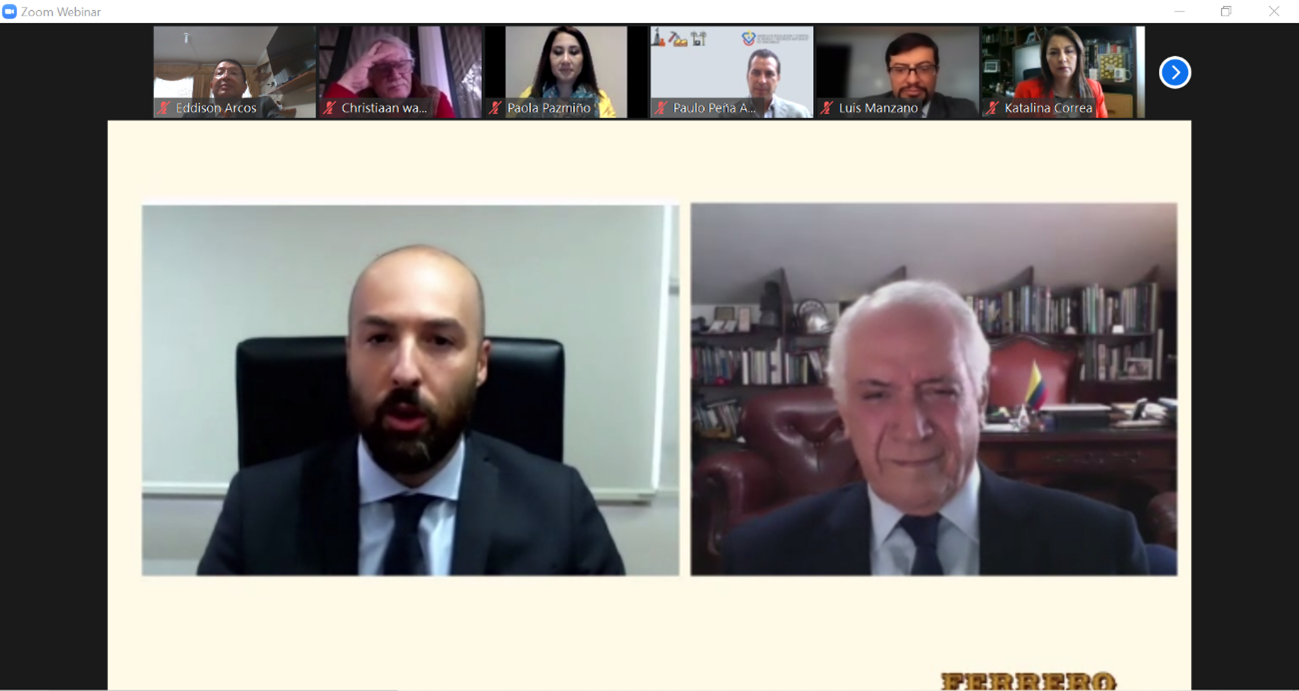 Zoom Webinar
Eddison Arcos
Christiaan wa...
Paola Pazmiño
Paulo Peña A...
Luis Manzano
Katalina Correa
FERRERO